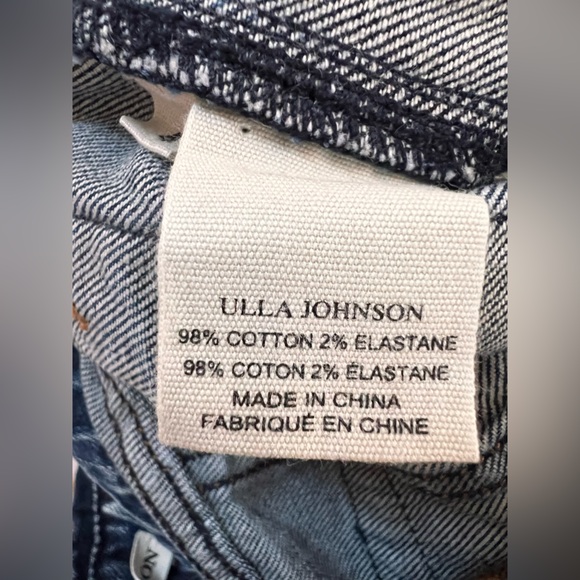 ULLA JOHNSON
98% COTTON 2% ELASTANE
98% COTON 2% ÉLASTANE
MADE IN CHINA
FABRIQUÉ EN CHINE